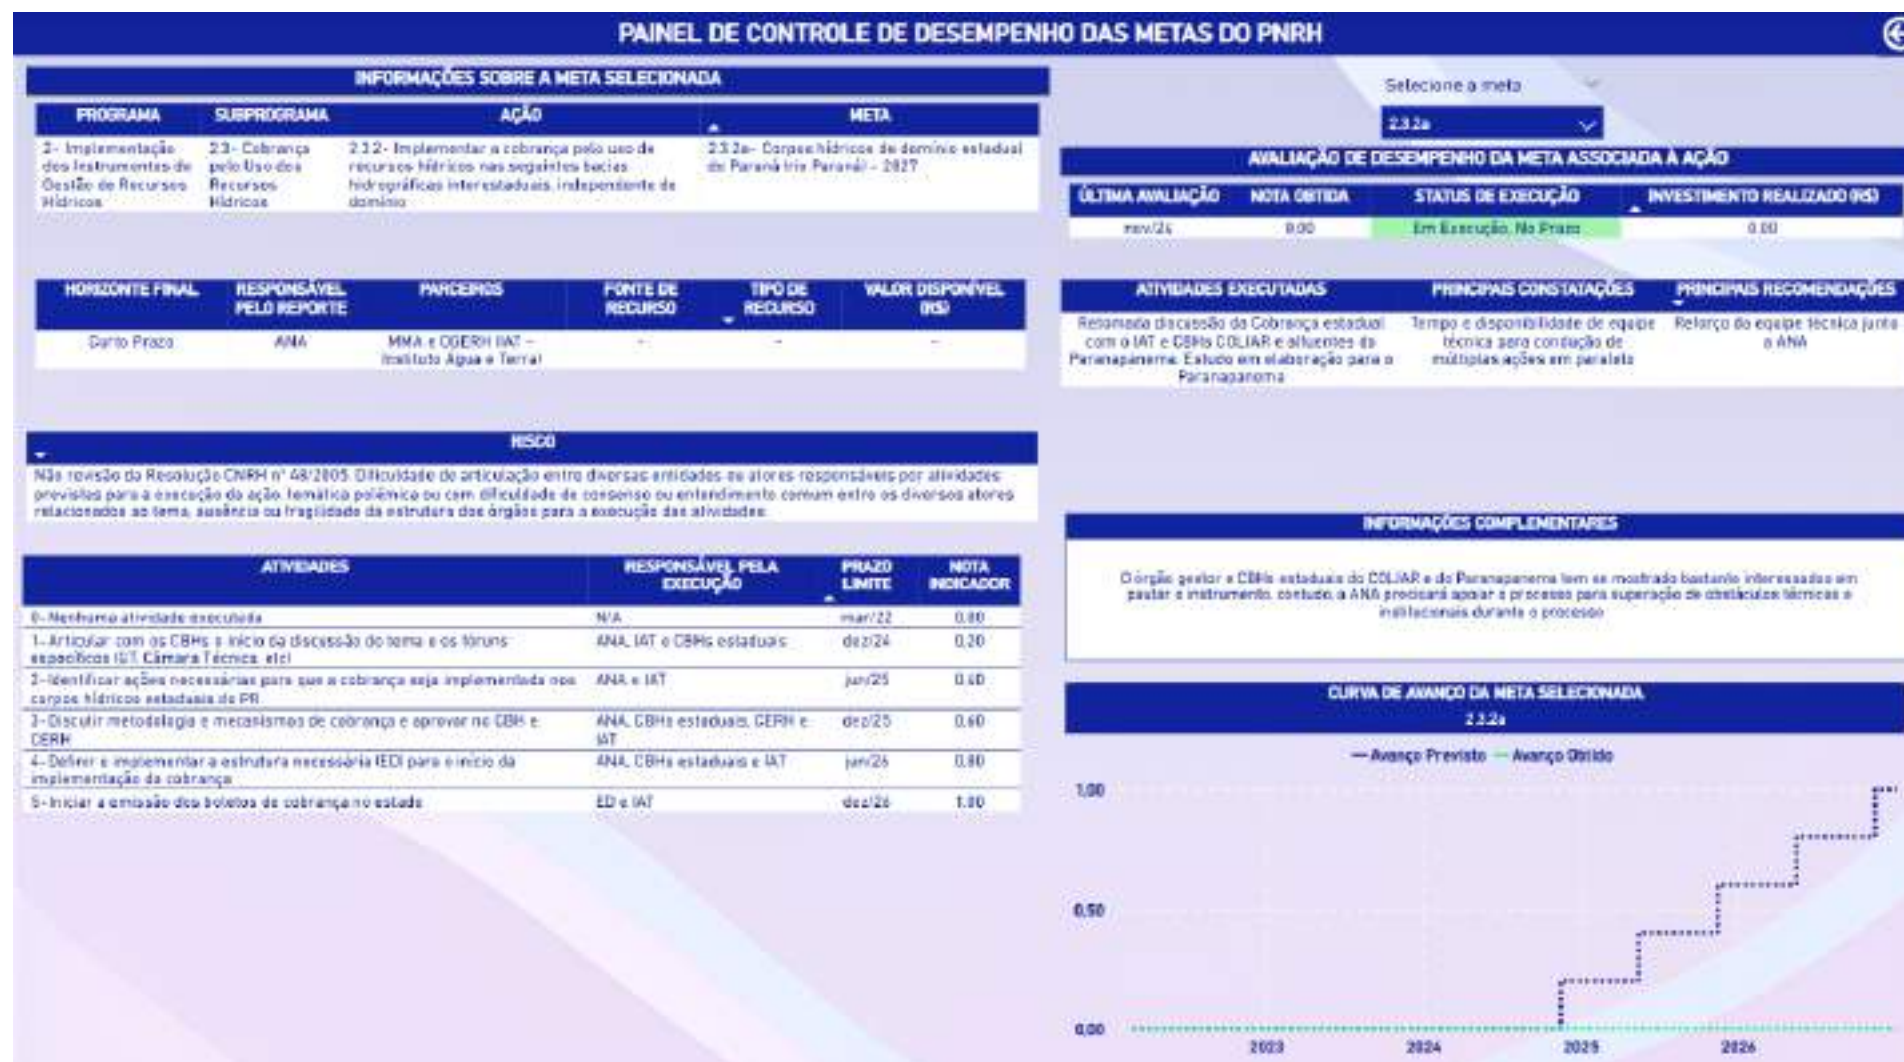 PAINEL DE CONTROLE DE DESEMPENHO DAS METAS DO PNRH
INFORMAÇÕES SOBRE A META SELECIONADA
PROGRAMA SUBPROGRAMA AÇÃO META
2- Implementação 2.3- Cobrança 2.3.2- Implementar a cobrança pelo uso de 2.3.2a- Corpos hídricos de domínio estadual
dos Instrumentos de pelo Uso dos recursos hídricos nas seguintes bacias do Paraná (rio Paraná) - 2027
Gestão de Recursos Recursos hidrográficas interestaduais, independente de
Hídricos Hídricos domínio
HORIZONTE FINAL RESPONSÁVEL PARCEIROS FONTE DE TIPO DE VALOR DISPONÍVEL
PELO REPORTE RECURSO RECURSO (R$)
Curto Prazo ANA MMA e OGERH (IAT - - - -
Instituto Água e Terra)
RISCO
Não revisão da Resolução CNRH nº 48/2005. Dificuldade de articulação entre diversas entidades ou atores responsáveis por atividades
previstas para a execução da ação, temática polêmica ou com dificuldade de consenso ou entendimento comum entre os diversos atores
relacionados ao tema, ausência ou fragilidade da estrutura dos órgãos para a execução das atividades.
ATIVIDADES RESPONSÁVEL PELA PRAZO NOTA
EXECUÇÃO LIMITE INDICADOR
0- Nenhuma atividade executada N/A mar/22 0,00
1- Articular com os CBHs o início da discussão do tema e os fóruns ANA, IAT e CBHs estaduais dez/24 0,20
específicos (GT, Câmara Técnica, etc)
2- Identificar ações necessárias para que a cobrança seja implementada nos ANA e IAT jun/25 0,40
corpos hídricos estaduais do PR
3- Discutir metodologia e mecanismos de cobrança e aprovar no CBH e ANA, CBHs estaduais, CERH e dez/25 0,60
CERH IAT
4- Definir e implementar a estrutura necessária (ED) para o início da ANA, CBHs estaduais e IAT jun/26 0,80
implementação da cobrança
5- Iniciar a emissão dos boletos de cobrança no estado ED e IAT dez/26 1,00
Selecione a meta
2.3.2a
AVALIAÇÃO DE DESEMPENHO DA META ASSOCIADA À AÇÃO
ÚLTIMA AVALIAÇÃO NOTA OBTIDA STATUS DE EXECUÇÃO INVESTIMENTO REALIZADO (R$)
nov/24 0,00 Em Execução, No Prazo 0,00
ATIVIDADES EXECUTADAS PRINCIPAIS CONSTATAÇÕES PRINCIPAIS RECOMENDAÇÕES
Retomada discussão da Cobrança estadual Tempo e disponibilidade de equipe Reforço da equipe técnica junto
com o IAT e CBHs COLIAR e afluentes do técnica para condução de a ANA
Paranapanema. Estudo em elaboração para o múltiplas ações em paralelo
Paranapanema
INFORMAÇÕES COMPLEMENTARES
O órgão gestor e CBHs estaduais do COLIAR e do Paranapanema tem se mostrado bastante interessados em
pautar o instrumento, contudo, a ANA precisará apoiar o processo para superação de obstáculos técnicos e
institucionais durante o processo
CURVA DE AVANÇO DA META SELECIONADA
2.3.2a
Avanço Previsto Avanço Obtido
1,00
0,50
0,00
2023 2024 2025 2026